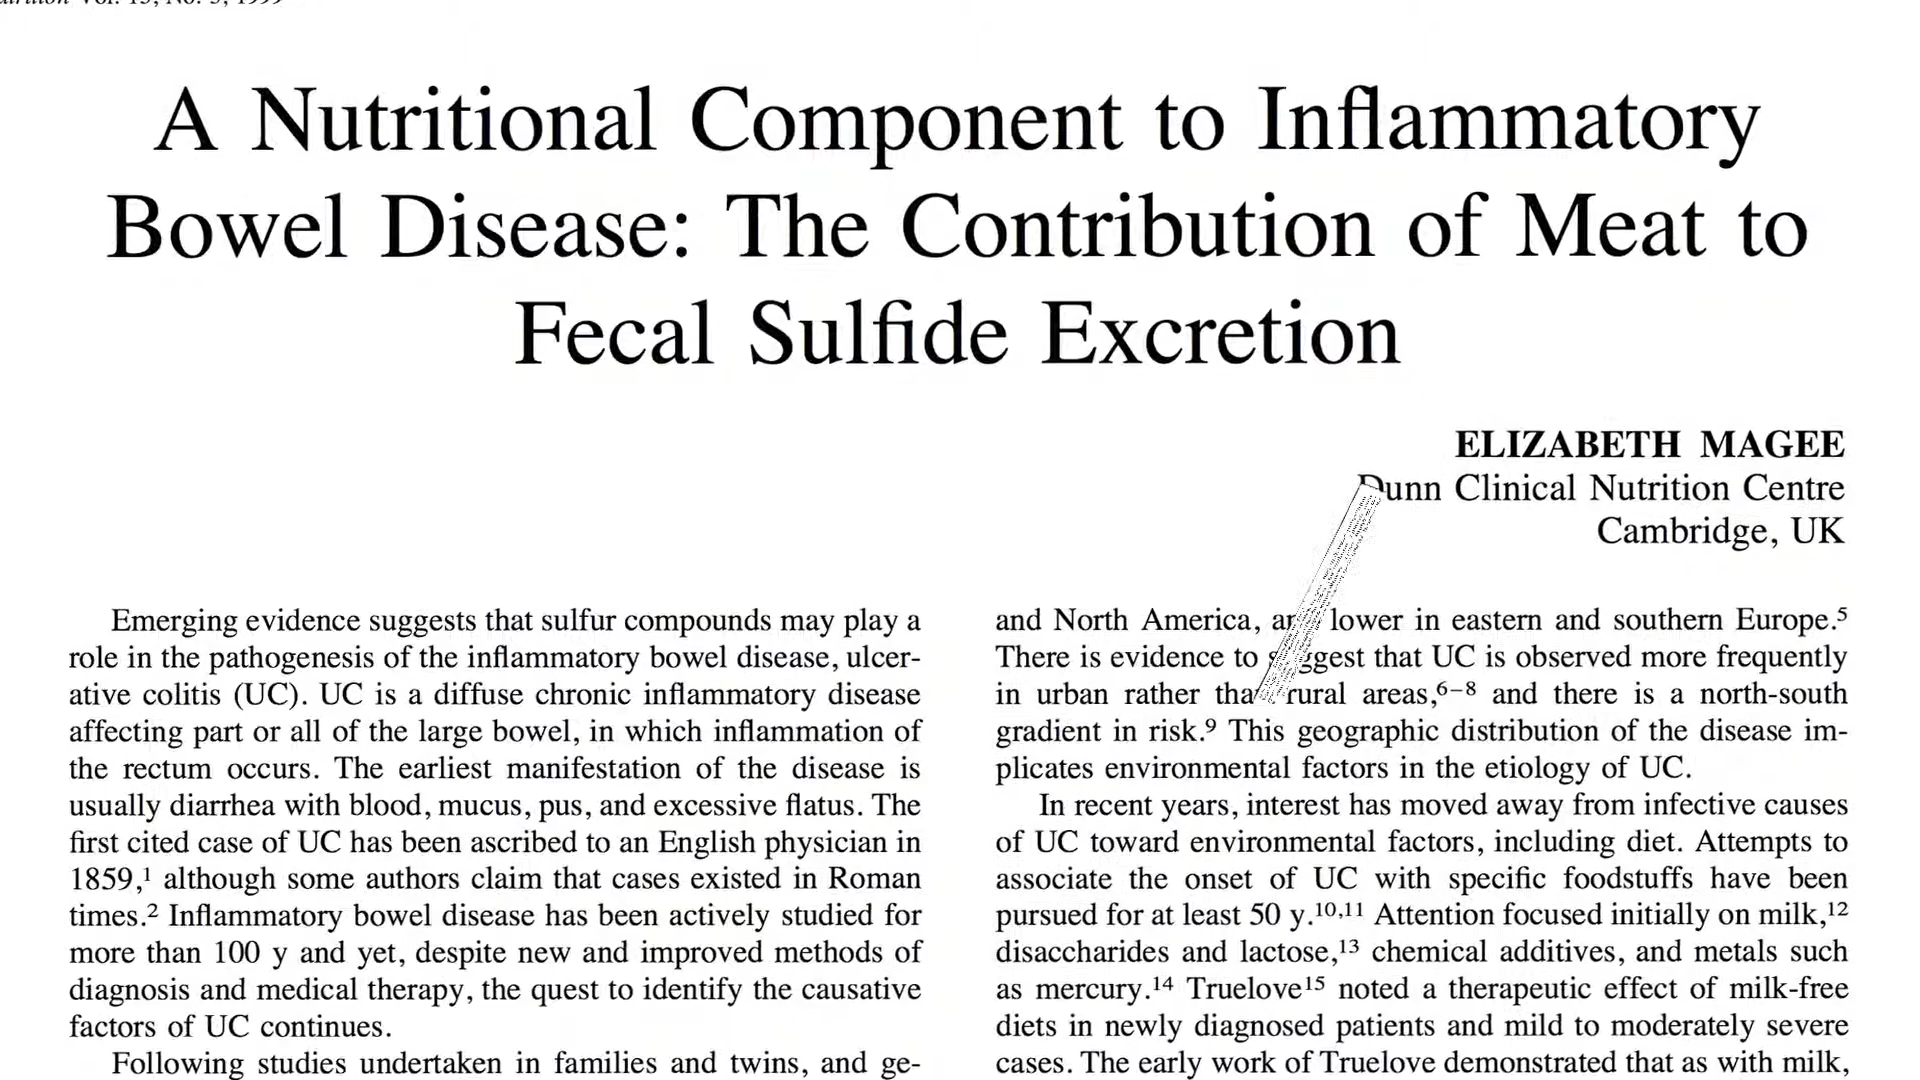 Vol. 15, No. 3, 1999
A Nutritional Component to Inflammatory
Bowel Disease: The Contribution of Meat to
Fecal Sulfide Excretion
ELIZABETH MAGEE
Dunn Clinical Nutrition Centre
Cambridge, UK
Emerging evidence suggests that sulfur compounds may play a
role in the pathogenesis of the inflammatory bowel disease, ulcer-
ative colitis (UC). UC is a diffuse chronic inflammatory disease
affecting part or all of the large bowel, in which inflammation of
the rectum occurs. The earliest manifestation of the disease is
usually diarrhea with blood, mucus, pus, and excessive flatus. The
first cited case of UC has been ascribed to an English physician in
1859,¹ although some authors claim that cases existed in Roman
times.² Inflammatory bowel disease has been actively studied for
more than 100 y and yet, despite new and improved methods of
diagnosis and medical therapy, the quest to identify the causative
factors of UC continues.
Following studies undertaken in families and twins, and ge-
and North America, lower in eastern and southern Europe.⁵
There is evidence to suggest that UC is observed more frequently
in urban rather than rural areas,⁶⁻⁸ and there is a north-south
gradient in risk.⁹ This geographic distribution of the disease im-
plicates environmental factors in the etiology of UC.
In recent years, interest has moved away from infective causes
of UC toward environmental factors, including diet. Attempts to
associate the onset of UC with specific foodstuffs have been
pursued for at least 50 y.¹⁰,¹¹ Attention focused initially on milk,¹²
disaccharides and lactose,¹³ chemical additives, and metals such
as mercury.¹⁴ Truelove¹⁵ noted a therapeutic effect of milk-free
diets in newly diagnosed patients and mild to moderately severe
cases. The early work of Truelove demonstrated that as with milk,